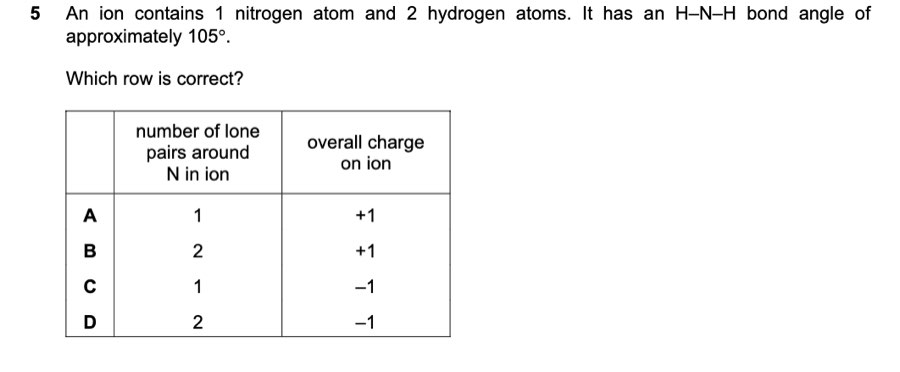 5 An ion contains 1 nitrogen atom and 2 hydrogen atoms. It has an H–N–H bond angle of
approximately 105°.
Which row is correct?
number of lone
pairs around
N in ion
overall charge
on ion
A 1 +1
B 2 +1
C 1 –1
D 2 –1